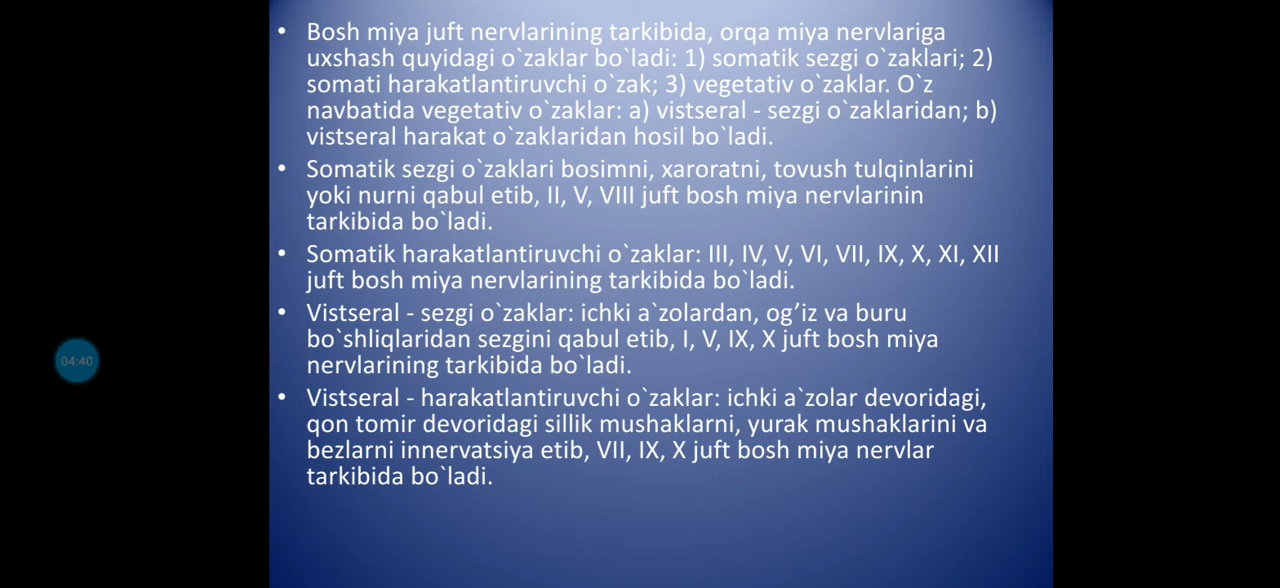 • Bosh miya juft nervlarining tarkibida, orqa miya nervlariga
uxshash quyidagi o`zaklar bo`ladi: 1) somatik sezgi o`zaklari; 2)
somati harakatlantiruvchi o`zak; 3) vegetativ o`zaklar. O`z
navbatida vegetativ o`zaklar: a) vistseral - sezgi o`zaklaridan; b)
vistseral harakat o`zaklaridan hosil bo`ladi.
• Somatik sezgi o`zaklari bosimni, xaroratni, tovush tulqinlarini
yoki nurni qabul etib, II, V, VIII juft bosh miya nervlarinin
tarkibida bo`ladi.
• Somatik harakatlantiruvchi o`zaklar: III, IV, V, VI, VII, IX, X, XI, XII
juft bosh miya nervlarining tarkibida bo`ladi.
• Vistseral - sezgi o`zaklar: ichki a`zolardan, og’iz va buru
bo`shliqlaridan sezgini qabul etib, I, V, IX, X juft bosh miya
nervlarining tarkibida bo`ladi.
• Vistseral - harakatlantiruvchi o`zaklar: ichki a`zolar devoridagi,
qon tomir devoridagi sillik mushaklarni, yurak mushaklarini va
bezlarni innervatsiya etib, VII, IX, X juft bosh miya nervlar
tarkibida bo`ladi.
04:40